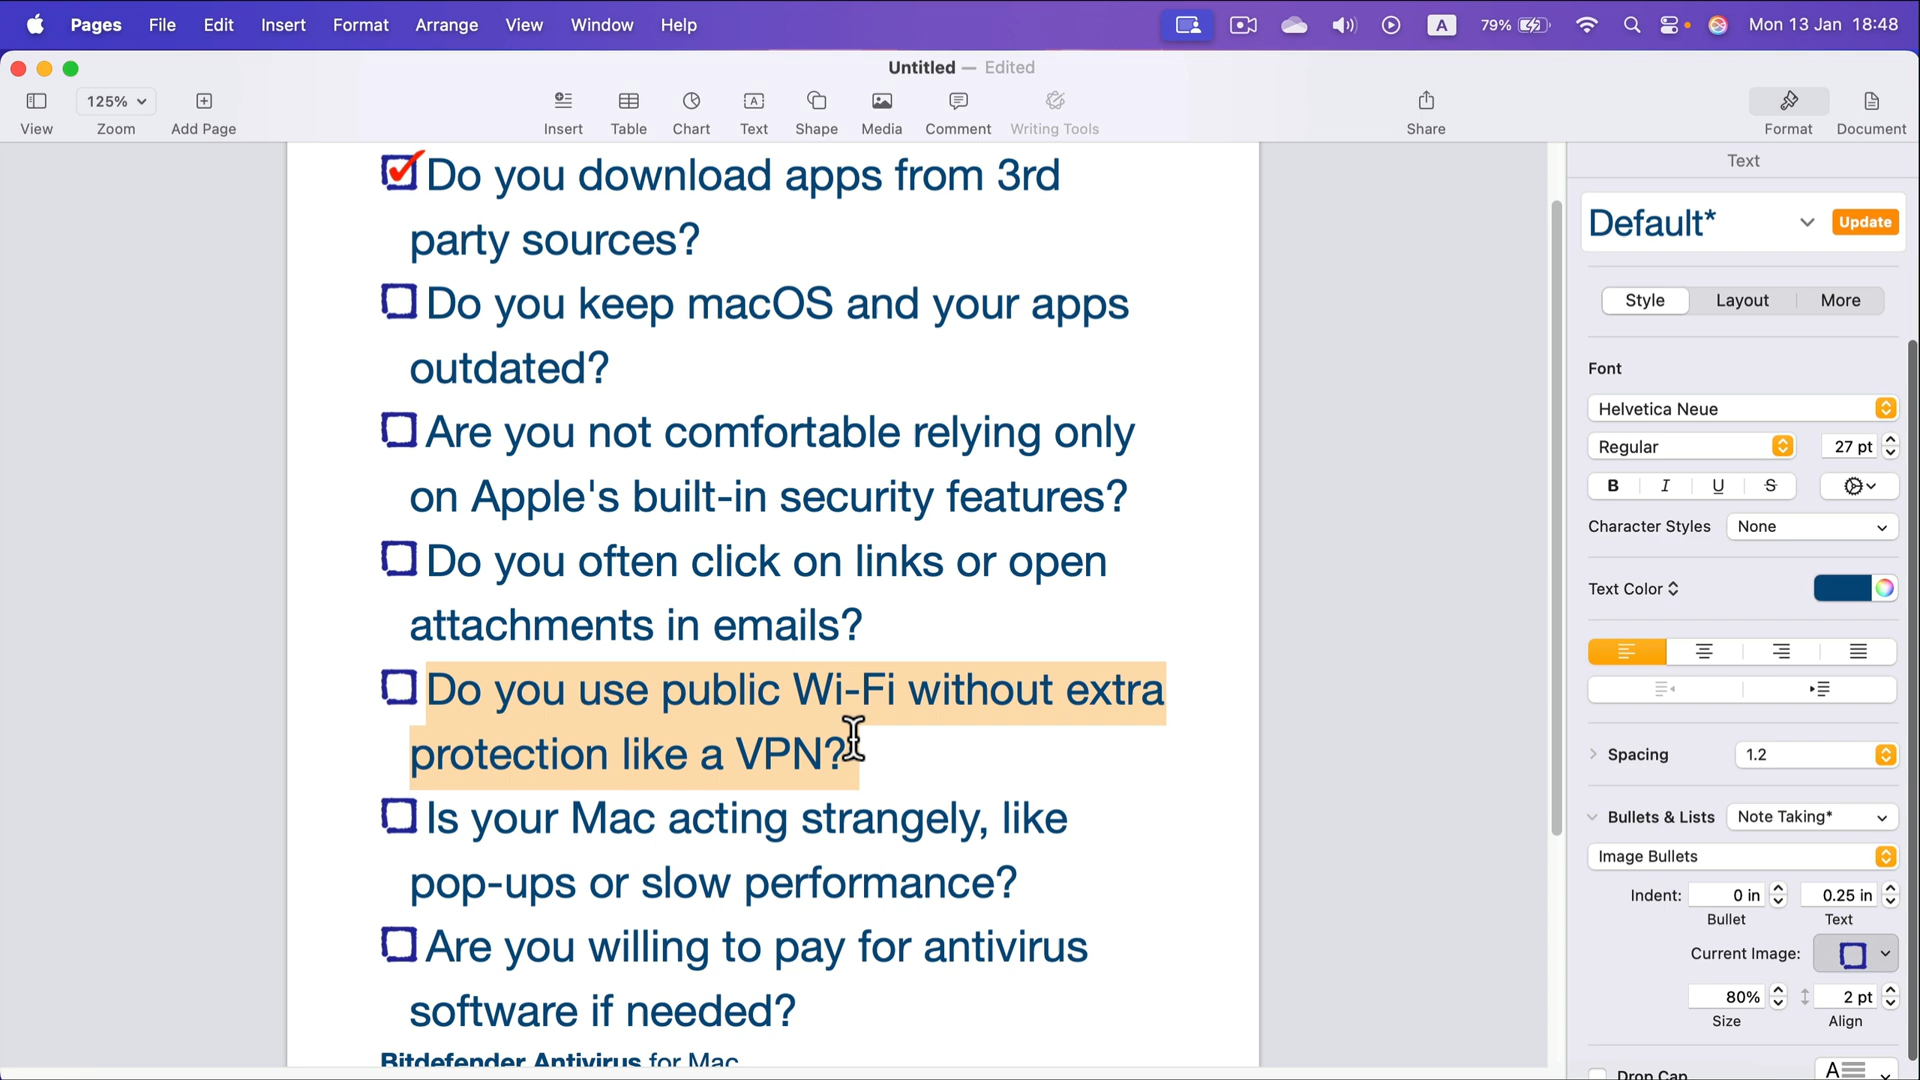 Pages File Edit Insert Format Arrange View Window Help A 79% Mon 13 Jan 18:48
Untitled — Edited
125%
View Zoom Add Page Insert Table Chart Text Shape Media Comment Writing Tools Share Format Document
Do you download apps from 3rd
party sources?
Do you keep macOS and your apps
outdated?
Are you not comfortable relying only
on Apple's built-in security features?
Do you often click on links or open
attachments in emails?
Do you use public Wi-Fi without extra
protection like a VPN?
Is your Mac acting strangely, like
pop-ups or slow performance?
Are you willing to pay for antivirus
software if needed?
Bitdefender Antivirus for Mac
Text
Default* Update
Style Layout More
Font
Helvetica Neue
Regular 27 pt
B I U S
Character Styles None
Text Color
Spacing 1.2
Bullets & Lists Note Taking*
Image Bullets
Indent: 0 in 0.25 in
Bullet Text
Current Image:
80% 2 pt
Size Align
Drop Cap A